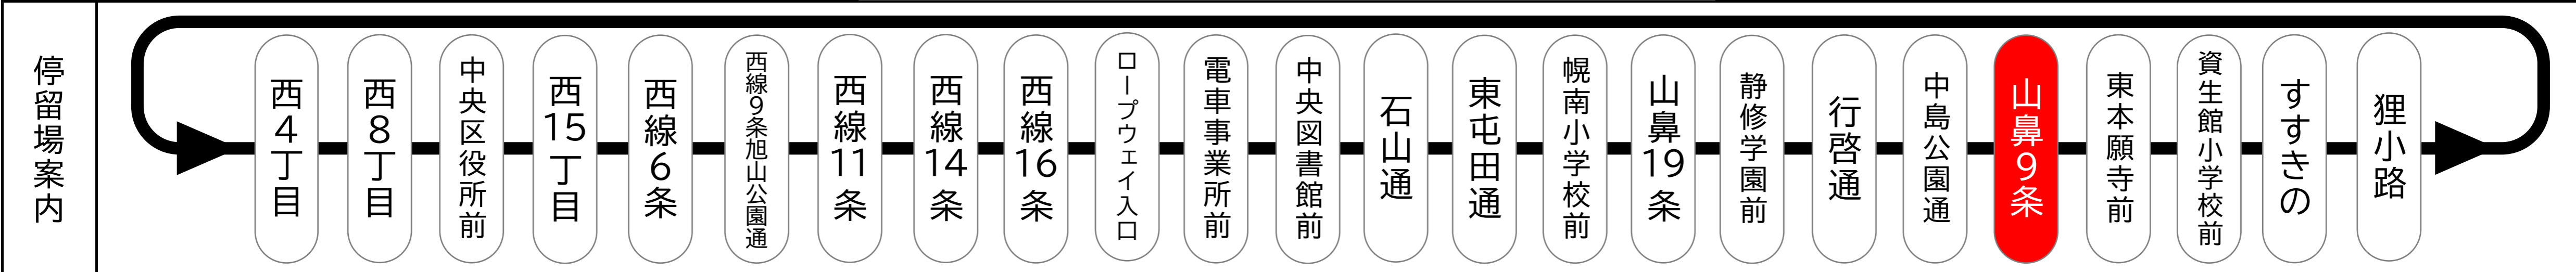 停留場案内
西4丁目
西8丁目
中央区役所前
西15丁目
西線6条
西線9条旭山公園通
西線11条
西線14条
西線16条
ロープウェイ入口
電車事業所前
中央図書館前
石山通
東屯田通
幌南小学校前
山鼻19条
静修学園前
行啓通
中島公園通
山鼻9条
東本願寺前
資生館小学校前
すすきの
狸小路